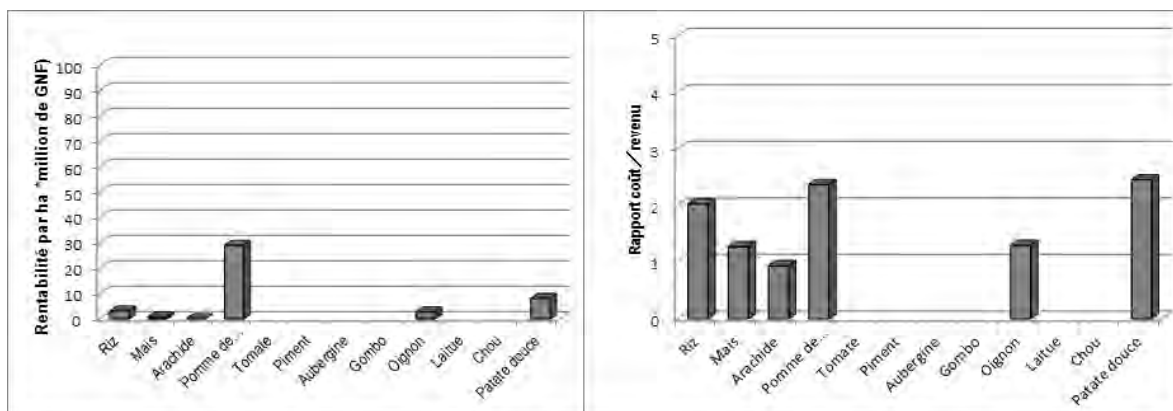 Rentabilité par ha *million de GNF)
100
90
80
70
60
50
40
30
20
10
0
Riz
Mais
Arachide
Pomme de...
Tomate
Piment
Aubergine
Gombo
Oignon
Laitue
Chou
Patate douce
Rapport coût/revenu
5
4
3
2
1
0
Riz
Mais
Arachide
Pomme de...
Tomate
Piment
Aubergine
Gombo
Oignon
Laitue
Chou
Patate douce